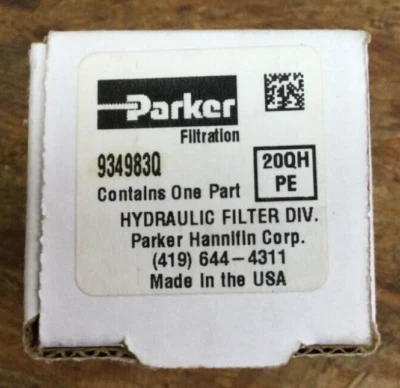 Parker
Filtration
934983Q
Contains One Part
20QH
PE
HYDRAULIC FILTER DIV.
Parker Hannifin Corp.
(419) 644-4311
Made in the USA